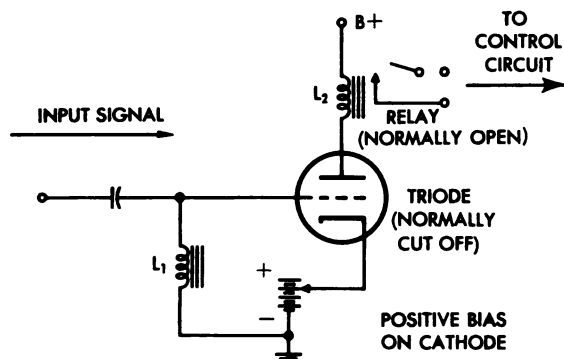 B+
TO
CONTROL
CIRCUIT
L2
INPUT SIGNAL
RELAY
(NORMALLY OPEN)
TRIODE
(NORMALLY
CUT OFF)
L1
+
−
POSITIVE BIAS
ON CATHODE